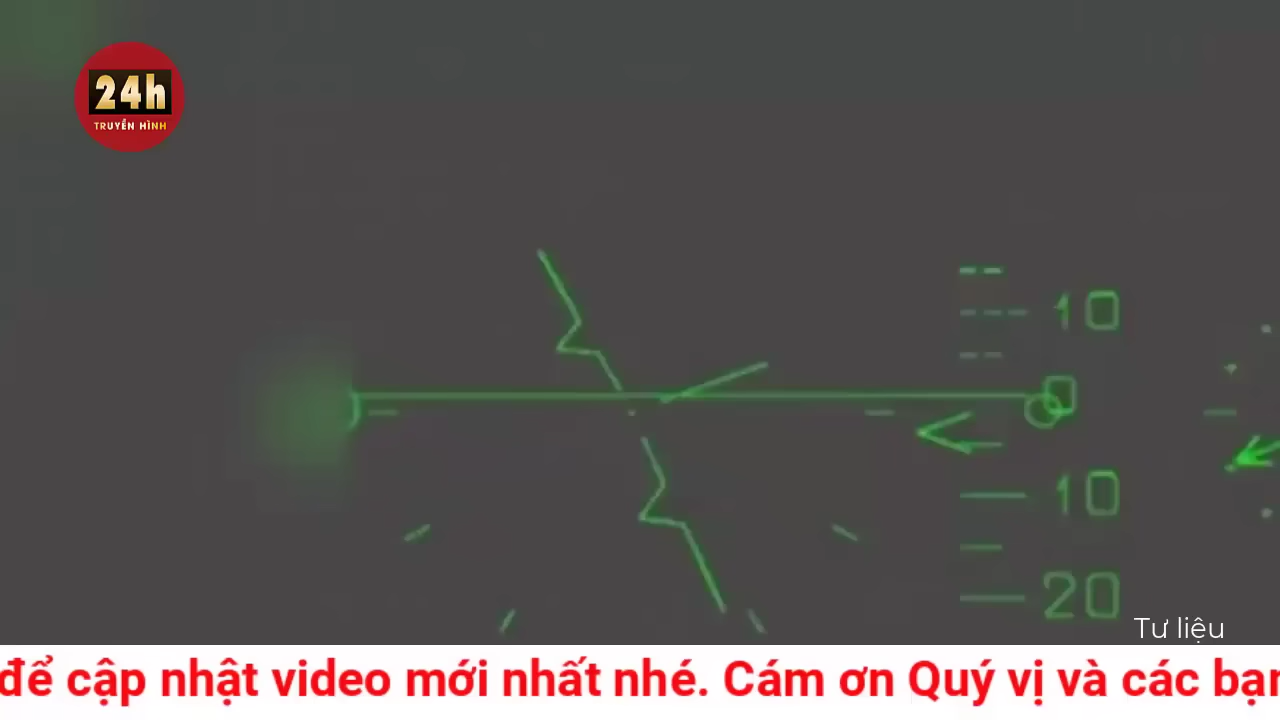 24h
TRUYỀN HÌNH
10
0
10
20
Tư liệu
để cập nhật video mới nhất nhé. Cám ơn Quý vị và các bạn